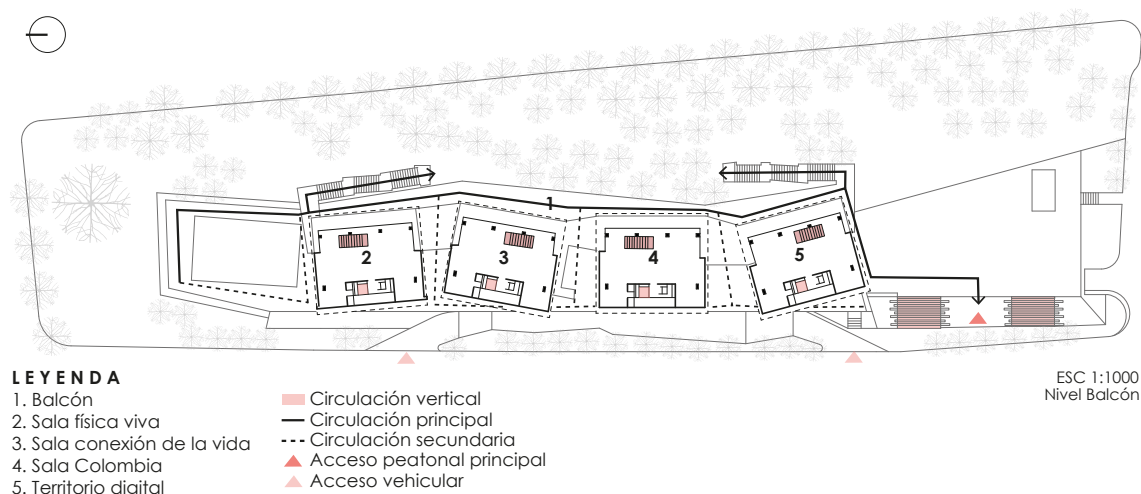 1
2
3
4
5
LEYENDA
1. Balcón
2. Sala física viva
3. Sala conexión de la vida
4. Sala Colombia
5. Territorio digital
Circulación vertical
Circulación principal
Circulación secundaria
Acceso peatonal principal
Acceso vehicular
ESC 1:1000
Nivel Balcón